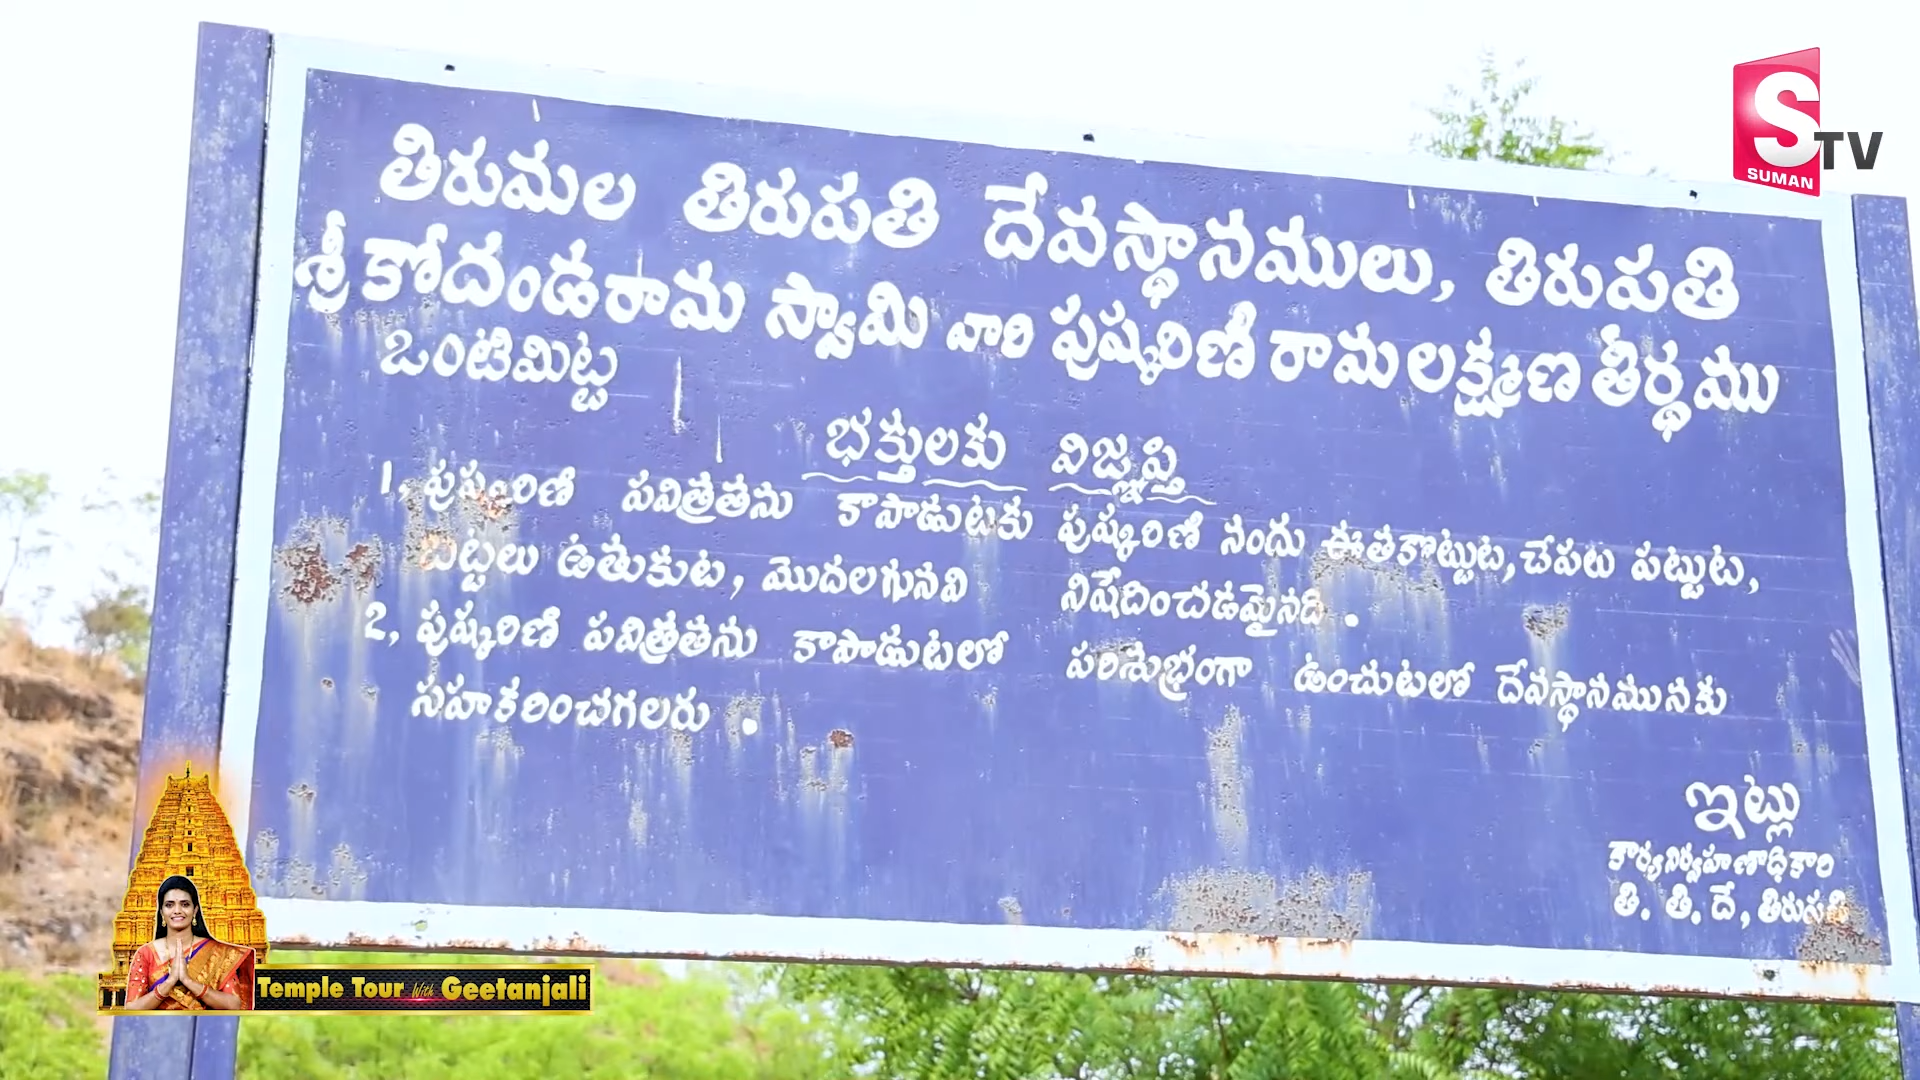 తిరుమల తిరుపతి దేవస్థానములు, తిరుపతి
శ్రీ కోదండరామ స్వామి వారి పుష్కరిణి రామలక్ష్మణ తీర్థము
ఒంటిమిట్ట
భక్తులకు విజ్ఞప్తి
1, పుష్కరిణి పవిత్రతను కాపాడుటకు పుష్కరిణి నందు ఈతకొట్టుట, చేపలు పట్టుట,
బట్టలు ఉతుకుట, మొదలగునవి నిషేదించడమైనది .
2, పుష్కరిణి పవిత్రతను కాపాడుటలో పరిశుభ్రంగా ఉంచుటలో దేవస్థానమునకు
సహకరించగలరు .
ఇట్లు
కార్యనిర్వహణాధికారి
తి. తి. దే, తిరుపతి
S TV
SUMAN
Temple Tour With Geetanjali